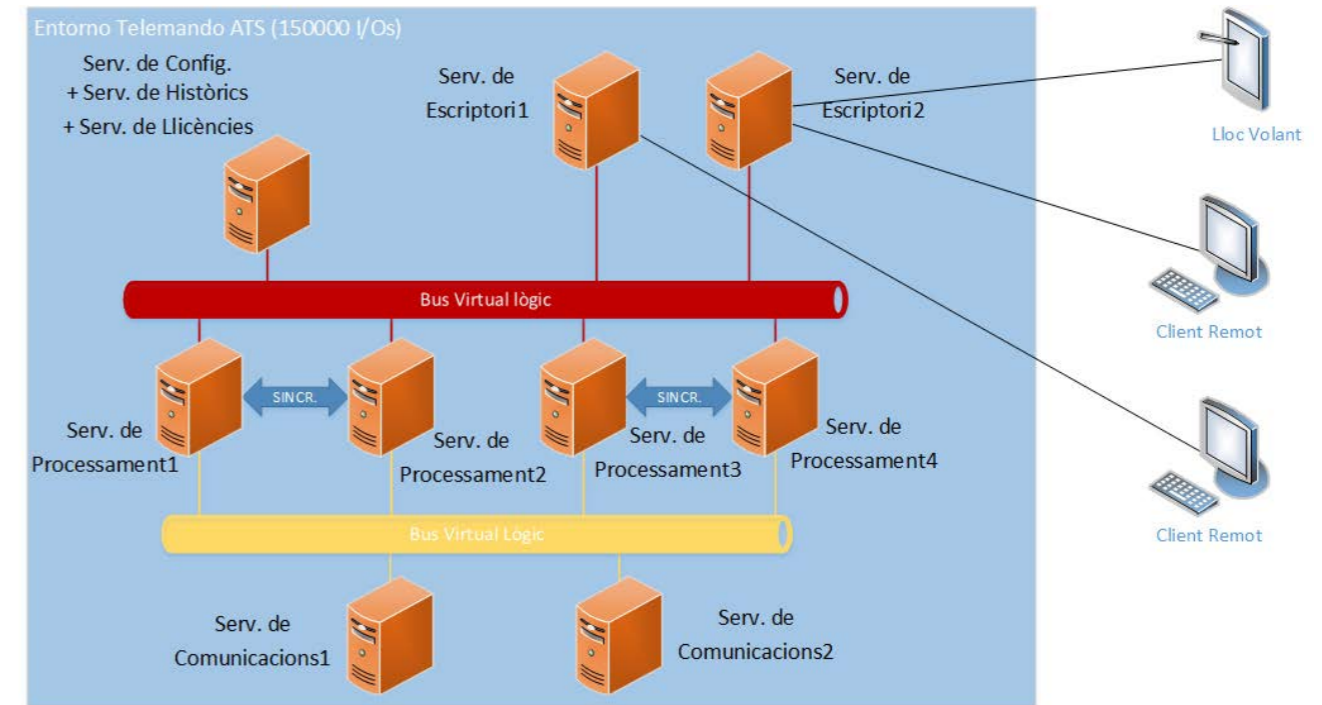 Entorno Telemando ATS (150000 I/Os)
Serv. de Config.
+ Serv. de Històrics
+ Serv. de Llicències
Serv. de
Escriptori1
Serv. de
Escriptori2
Lloc Volant
Client Remot
Client Remot
Bus Virtual lògic
SINCR.
SINCR.
Serv. de
Processament1
Serv. de
Processament2
Serv. de
Processament3
Serv. de
Processament4
Bus Virtual Lògic
Serv. de
Comunicacions1
Serv. de
Comunicacions2